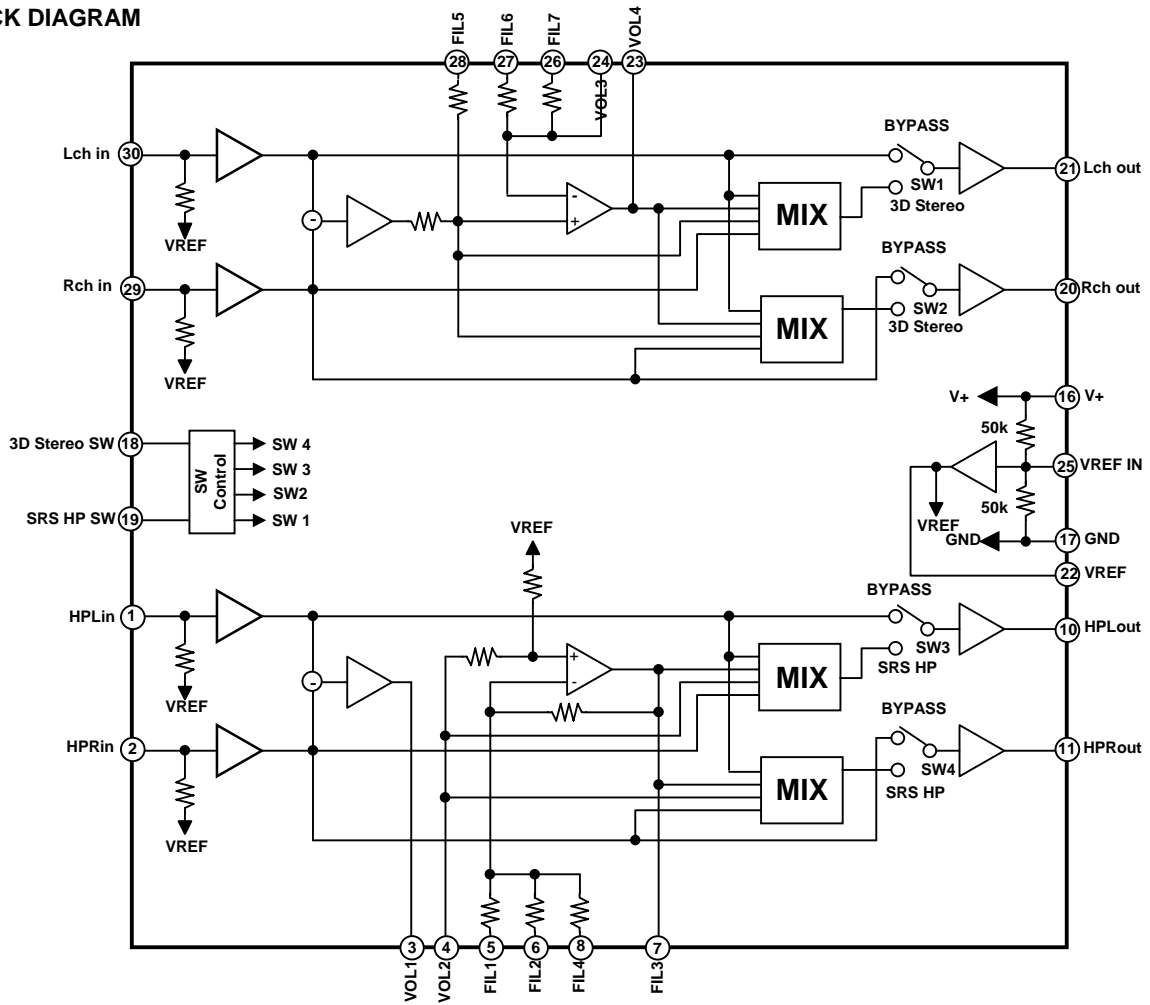 CK DIAGRAM
FIL5
FIL6
FIL7
VOL4
28
27
26
24
23
VOL3
BYPASS
Lch in
30
21
Lch out
SW1
3D Stereo
-
+
-
MIX
VREF
BYPASS
Rch in
29
20
Rch out
SW2
3D Stereo
MIX
VREF
V+
16
V+
50k
3D Stereo SW
18
SW Control
SW 4
SW 3
SW2
SW 1
25
VREF IN
50k
SRS HP SW
19
VREF
VREF
GND
17
GND
22
VREF
BYPASS
HPLin
1
10
HPLout
SW3
SRS HP
+
-
-
MIX
VREF
BYPASS
HPRin
2
11
HPRout
SW4
SRS HP
MIX
VREF
3
4
5
6
8
7
VOL1
VOL2
FIL1
FIL2
FIL4
FIL3